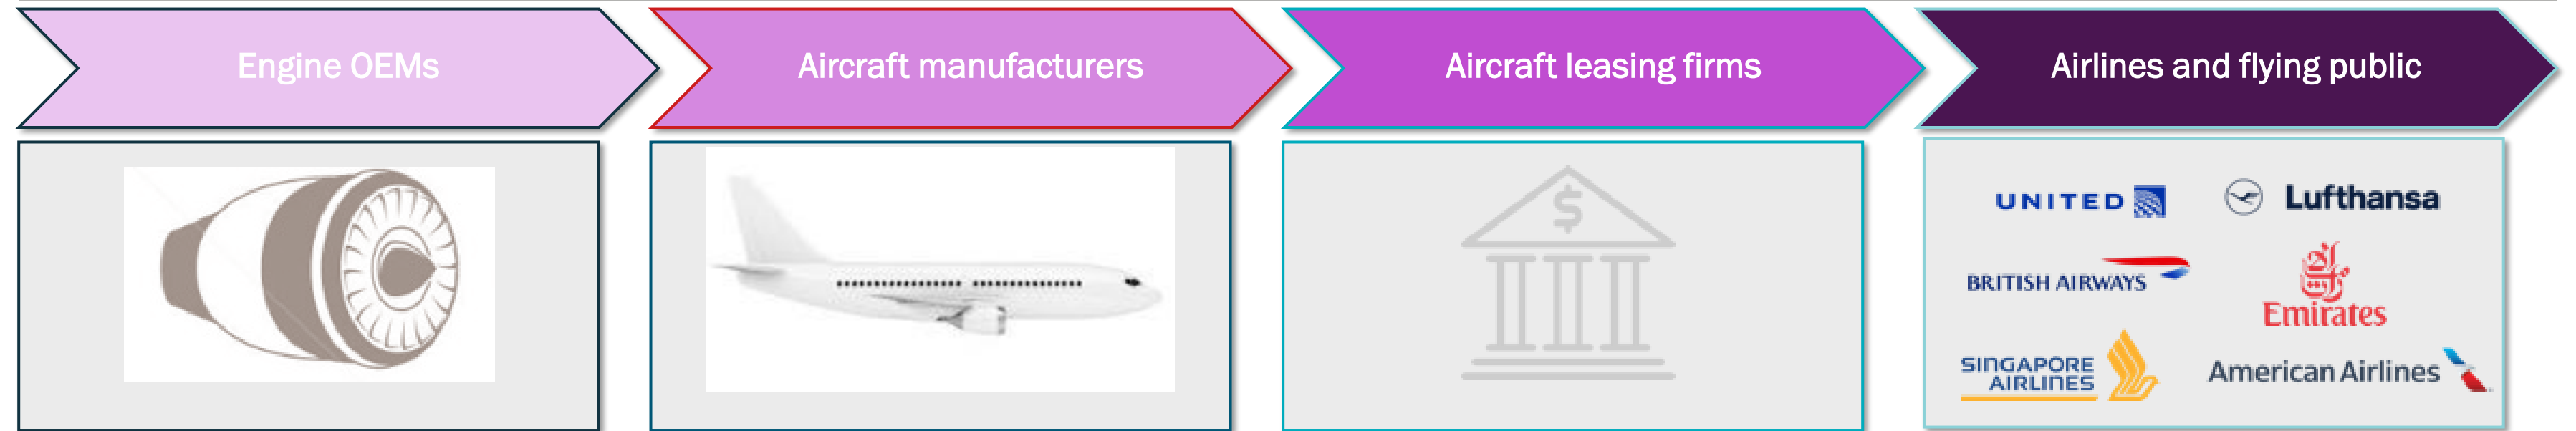 Engine OEMs
Aircraft manufacturers
Aircraft leasing firms
Airlines and flying public
$
UNITED
Lufthansa
BRITISH AIRWAYS
Emirates
SINGAPORE
AIRLINES
American Airlines